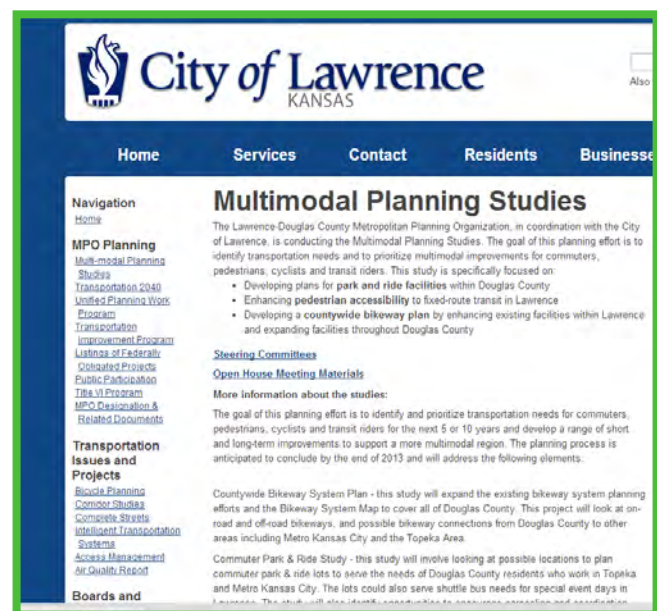 City of Lawrence
KANSAS
Also
Home Services Contact Residents Businesse
Navigation
Home
MPO Planning
Multi-modal Planning
Studies
Transportation 2040
Unified Planning Work
Program
Transportation
Improvement Program
Listings of Federally
Obligated Projects
Public Participation
Title VI Program
MPO Designation &
Related Documents
Transportation
Issues and
Projects
Bicycle Planning
Corridor Studies
Complete Streets
Intelligent Transportation
Systems
Access Management
Air Quality Report
Boards and
Multimodal Planning Studies
The Lawrence-Douglas County Metropolitan Planning Organization, in coordination with the City
of Lawrence, is conducting the Multimodal Planning Studies. The goal of this planning effort is to
identify transportation needs and to prioritize multimodal improvements for commuters,
pedestrians, cyclists and transit riders. This study is specifically focused on:
• Developing plans for park and ride facilities within Douglas County
• Enhancing pedestrian accessibility to fixed-route transit in Lawrence
• Developing a countywide bikeway plan by enhancing existing facilities within Lawrence
and expanding facilities throughout Douglas County
Steering Committees
Open House Meeting Materials
More information about the studies:
The goal of this planning effort is to identify and prioritize transportation needs for commuters,
pedestrians, cyclists and transit riders for the next 5 or 10 years and develop a range of short
and long-term improvements to support a more multimodal region. The planning process is
anticipated to conclude by the end of 2013 and will address the following elements:
Countywide Bikeway System Plan - this study will expand the existing bikeway system planning
efforts and the Bikeway System Map to cover all of Douglas County. This project will look at on-
road and off-road bikeways, and possible bikeway connections from Douglas County to other
areas including Metro Kansas City and the Topeka Area.
Commuter Park & Ride Study - this study will involve looking at possible locations to plan
commuter park & ride lots to serve the needs of Douglas County residents who work in Topeka
and Metro Kansas City. The lots could also serve shuttle bus needs for special event days in